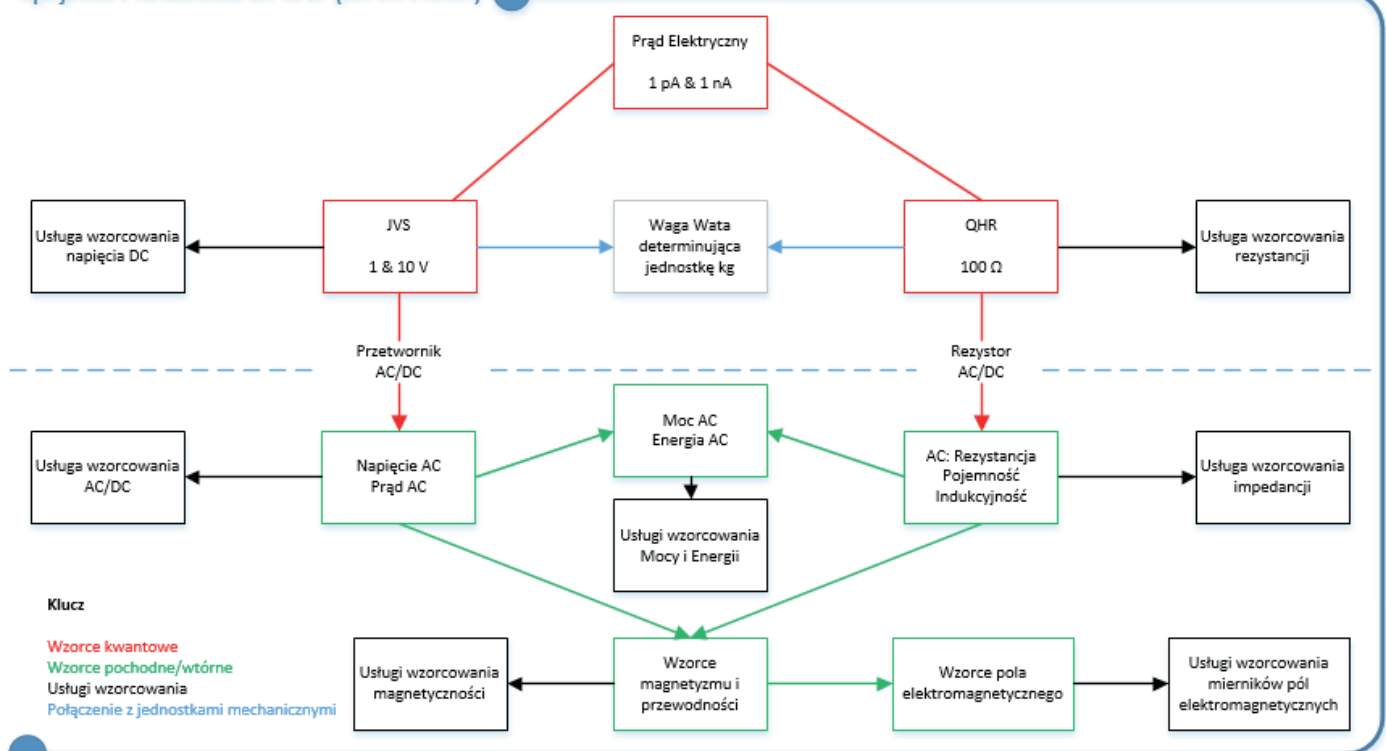 Prąd Elektryczny
1 pA & 1 nA
Usługa wzorcowania
napięcia DC
JVS
1 & 10 V
Waga Wata
determinująca
jednostkę kg
QHR
100 Ω
Usługa wzorcowania
rezystancji
Przetwornik
AC/DC
Rezystor
AC/DC
Usługa wzorcowania
AC/DC
Napięcie AC
Prąd AC
Moc AC
Energia AC
AC: Rezystancja
Pojemność
Indukcyjność
Usługa wzorcowania
impedancji
Usługi wzorcowania
Mocy i Energii
Klucz
Wzorce kwantowe
Wzorce pochodne/wtórne
Usługi wzorcowania
Połączenie z jednostkami mechanicznymi
Usługi wzorcowania
magnetyczności
Wzorce
magnetyzmu i
przewodności
Wzorce pola
elektromagnetycznego
Usługi wzorcowania
mierników pól
elektromagnetycznych